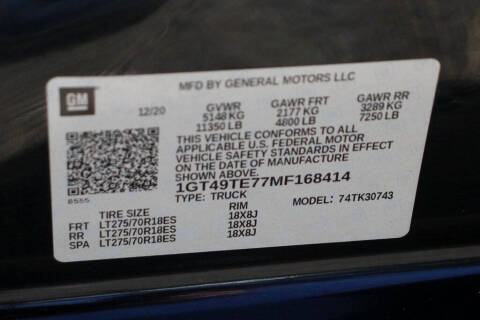 MFD BY GENERAL MOTORS LLC
GM
12/20 GVWR GAWR FRT GAWR RR
5148 KG 2177 KG 3289 KG
11350 LB 4800 LB 7250 LB
THIS VEHICLE CONFORMS TO ALL
APPLICABLE U.S. FEDERAL MOTOR
VEHICLE SAFETY STANDARDS IN EFFECT
ON THE DATE OF MANUFACTURE
SHOWN ABOVE.
1GT49TE77MF168414
8555
TYPE: TRUCK MODEL: 74TK30743
TIRE SIZE RIM
FRT LT275/70R18ES 18X8J
RR LT275/70R18ES 18X8J
SPA LT275/70R18ES 18X8J